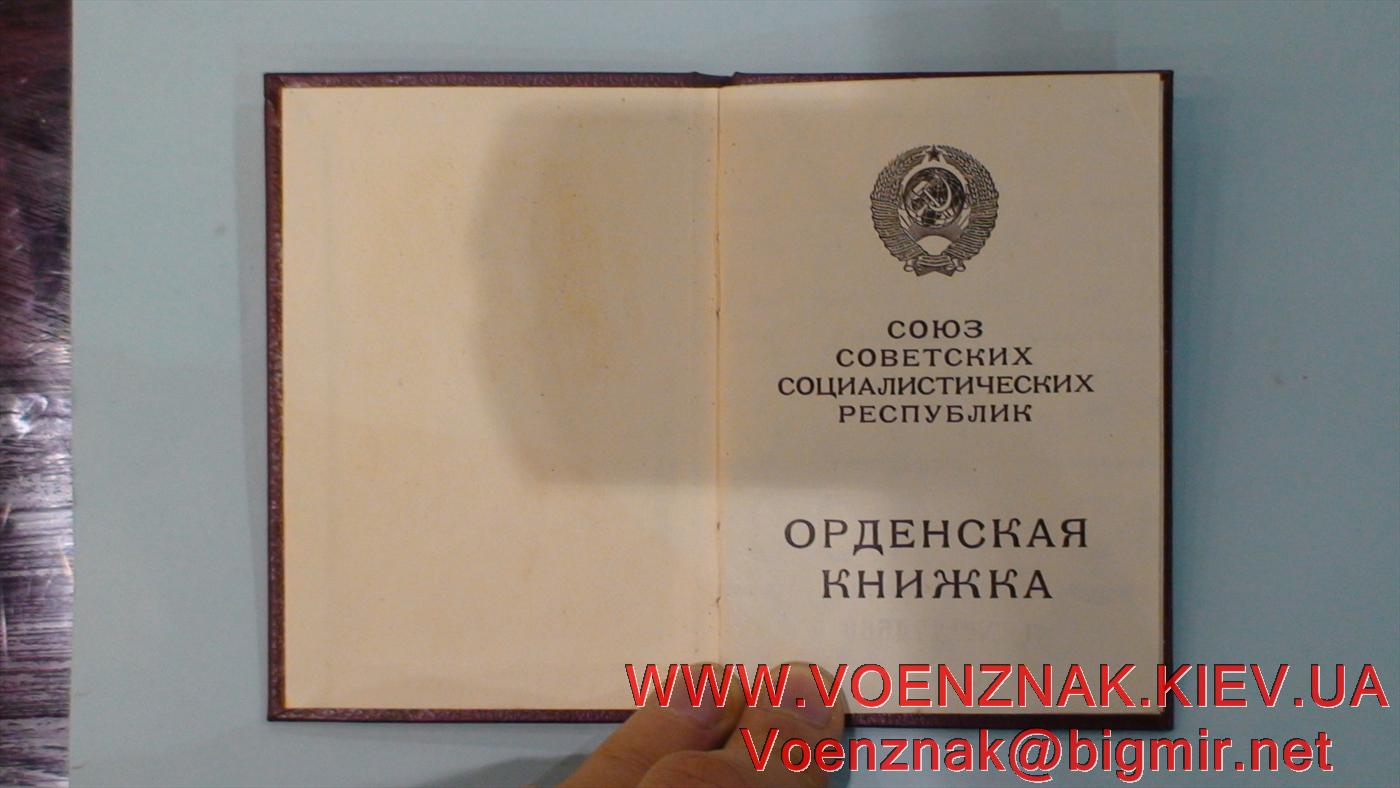 СОЮЗ
СОВЕТСКИХ
СОЦИАЛИСТИЧЕСКИХ
РЕСПУБЛИК
ОРДЕНСКАЯ
КНИЖКА
WWW.VOENZNAK.KIEV.UA
Voenznak@bigmir.net